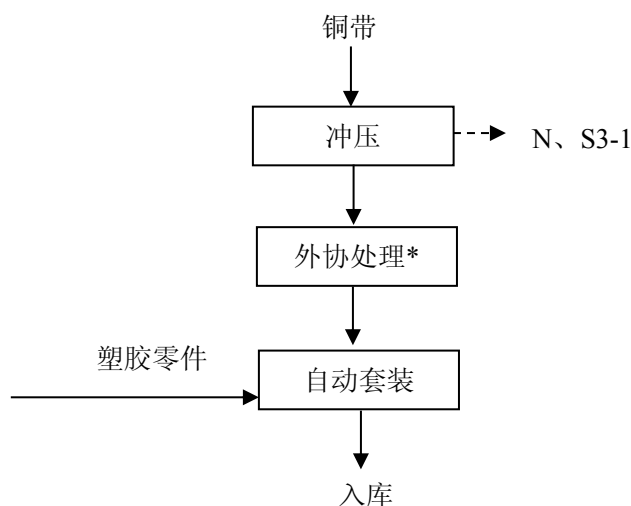 铜带
冲压
N、S3-1
外协处理*
塑胶零件
自动套装
入库